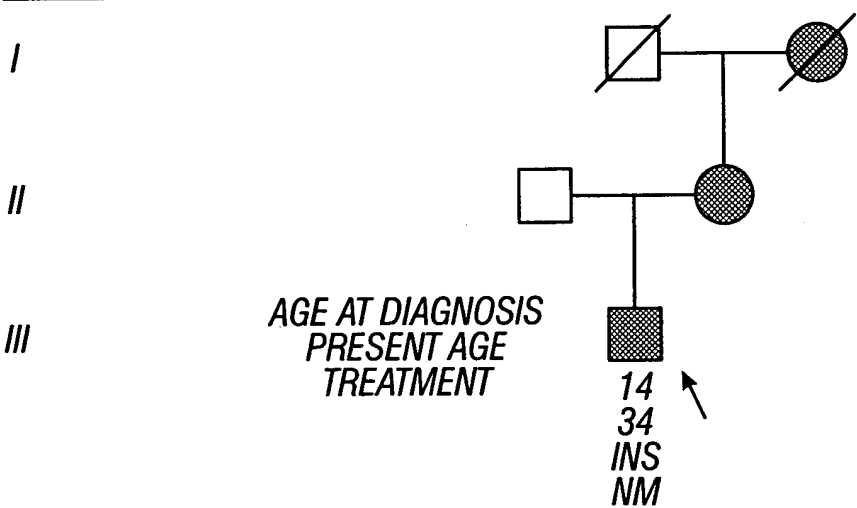 I
II
III
AGE AT DIAGNOSIS
PRESENT AGE
TREATMENT
14
34
INS
NM